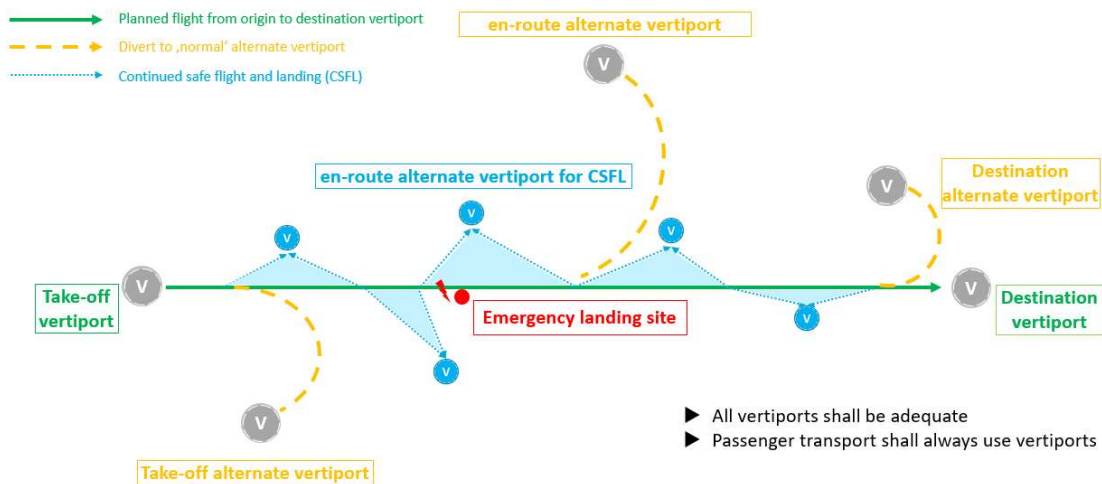 Planned flight from origin to destination vertiport
Divert to ‚normal' alternate vertiport
Continued safe flight and landing (CSFL)
en-route alternate vertiport
V
en-route alternate vertiport for CSFL
V
Destination
alternate vertiport
V
V
V
V
Take-off
vertiport
V
Emergency landing site
V
V
Destination
vertiport
V
V
Take-off alternate vertiport
▶ All vertiports shall be adequate
▶ Passenger transport shall always use vertiports